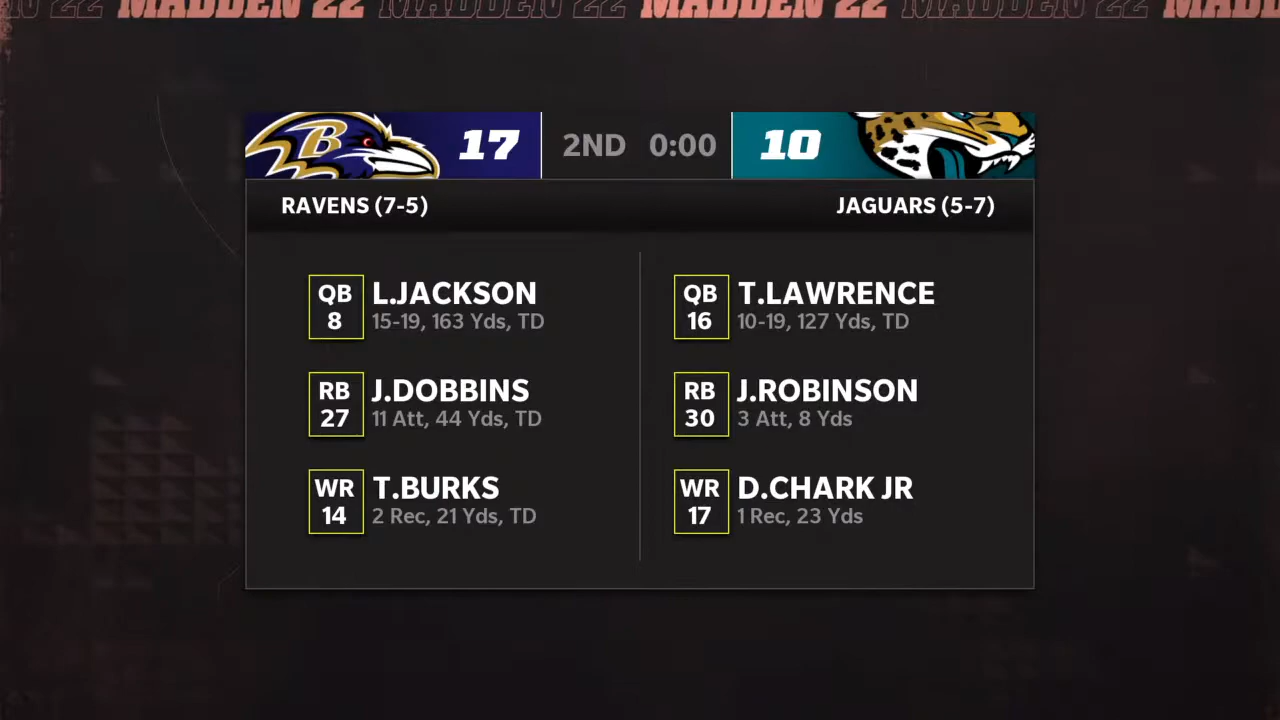 MADDEN 22 MADDEN 22 MADDEN 22 MADDEN 22
17 2ND 0:00 10
RAVENS (7-5) JAGUARS (5-7)
QB 8 L.JACKSON
15-19, 163 Yds, TD
RB 27 J.DOBBINS
11 Att, 44 Yds, TD
WR 14 T.BURKS
2 Rec, 21 Yds, TD
QB 16 T.LAWRENCE
10-19, 127 Yds, TD
RB 30 J.ROBINSON
3 Att, 8 Yds
WR 17 D.CHARK JR
1 Rec, 23 Yds